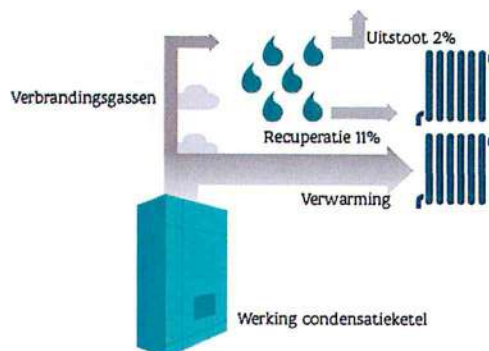 Uitstoot 2%
Verbrandingsgassen
Recuperatie 11%
Verwarming
Werking condensatieketel